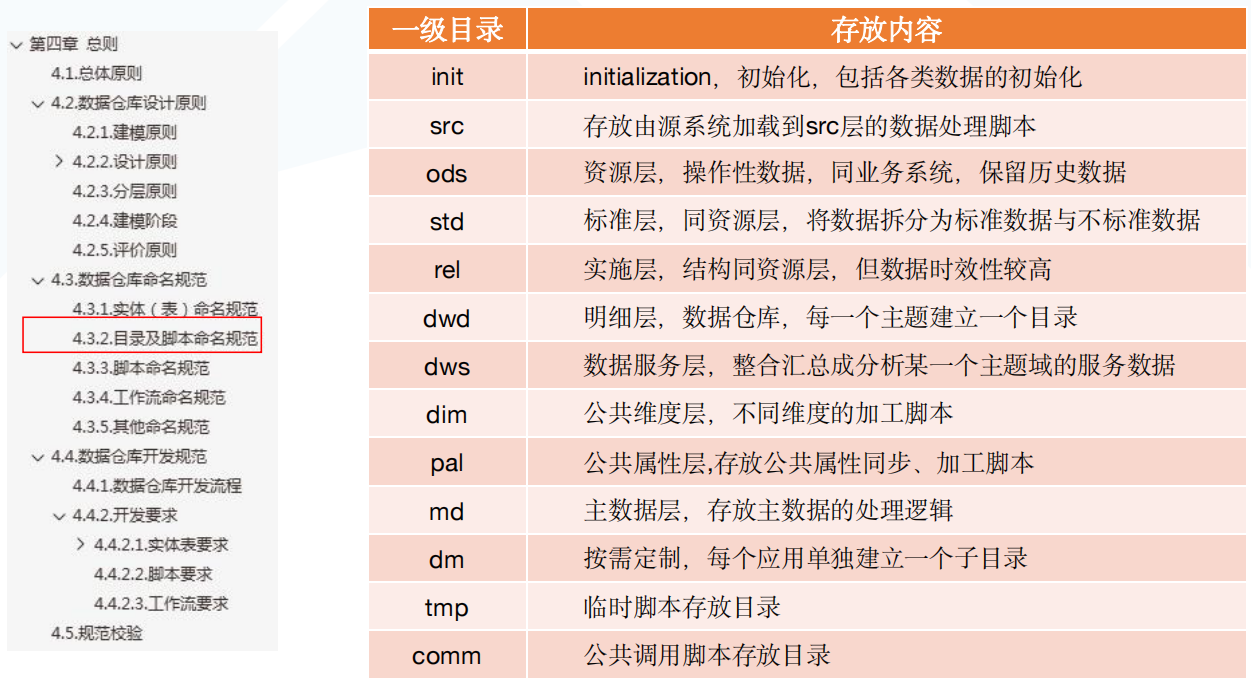 第四章 总则
4.1.总体原则
4.2.数据仓库设计原则
4.2.1.建模原则
4.2.2.设计原则
4.2.3.分层原则
4.2.4.建模阶段
4.2.5.评价原则
4.3.数据仓库命名规范
4.3.1.实体（表）命名规范
4.3.2.目录及脚本命名规范
4.3.3.脚本命名规范
4.3.4.工作流命名规范
4.3.5.其他命名规范
4.4.数据仓库开发规范
4.4.1.数据仓库开发流程
4.4.2.开发要求
4.4.2.1.实体表要求
4.4.2.2.脚本要求
4.4.2.3.工作流要求
4.5.规范校验
一级目录 存放内容
init initialization，初始化，包括各类数据的初始化
src 存放由源系统加载到src层的数据处理脚本
ods 资源层，操作性数据，同业务系统，保留历史数据
std 标准层，同资源层，将数据拆分为标准数据与不标准数据
rel 实施层，结构同资源层，但数据时效性较高
dwd 明细层，数据仓库，每一个主题建立一个目录
dws 数据服务层，整合汇总成分析某一个主题域的服务数据
dim 公共维度层，不同维度的加工脚本
pal 公共属性层,存放公共属性同步、加工脚本
md 主数据层，存放主数据的处理逻辑
dm 按需定制，每个应用单独建立一个子目录
tmp 临时脚本存放目录
comm 公共调用脚本存放目录